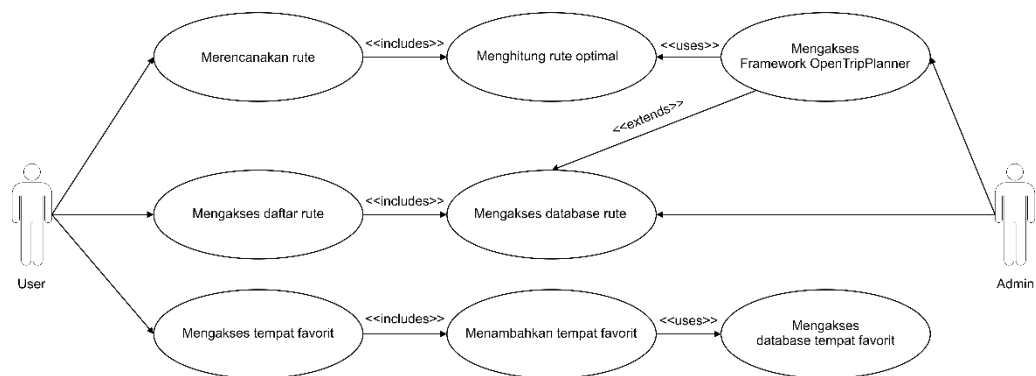 Merencanakan rute
<<includes>>
Menghitung rute optimal
<<uses>>
Mengakses
Framework OpenTripPlanner
<<extends>>
User
Mengakses daftar rute
<<includes>>
Mengakses database rute
Admin
Mengakses tempat favorit
<<includes>>
Menambahkan tempat favorit
<<uses>>
Mengakses
database tempat favorit